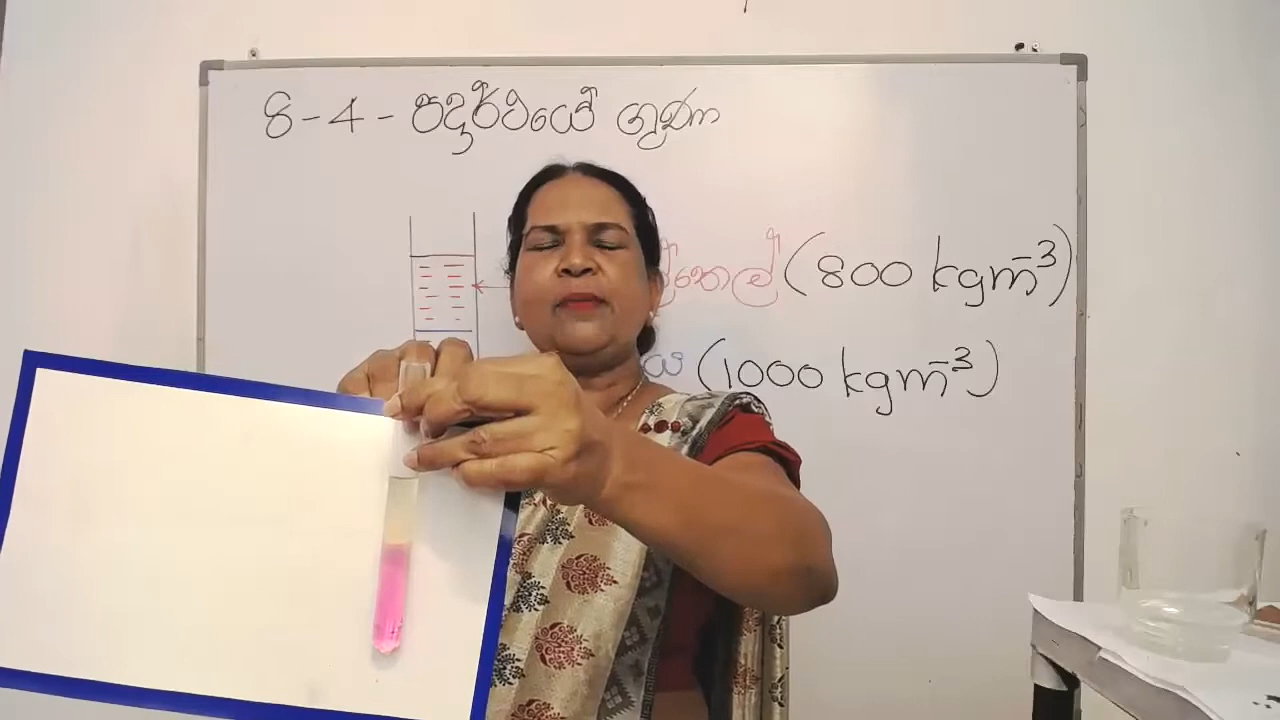 8 - 4 - පදාර්ථයේ ගුණ
(800 kgm⁻³)
(1000 kgm⁻³)